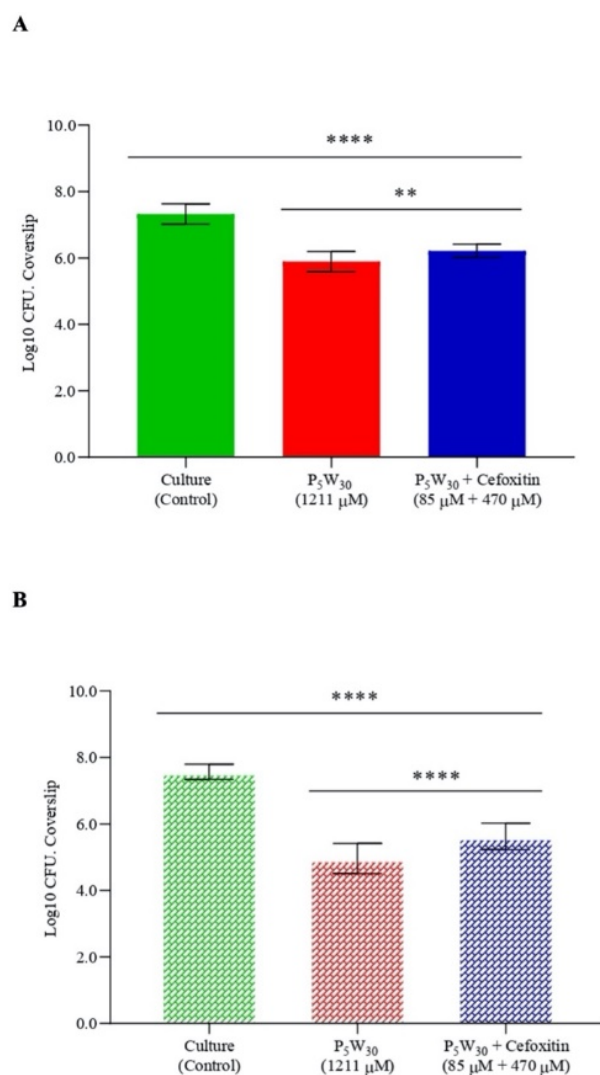 A
****
**
Log10 CFU. Coverslip
10.0
8.0
6.0
4.0
2.0
0.0
Culture
(Control)
P₅W₃₀
(1211 μM)
P₅W₃₀ + Cefoxitin
(85 μM + 470 μM)
B
****
****
Log10 CFU. Coverslip
10.0
8.0
6.0
4.0
2.0
0.0
Culture
(Control)
P₅W₃₀
(1211 μM)
P₅W₃₀ + Cefoxitin
(85 μM + 470 μM)